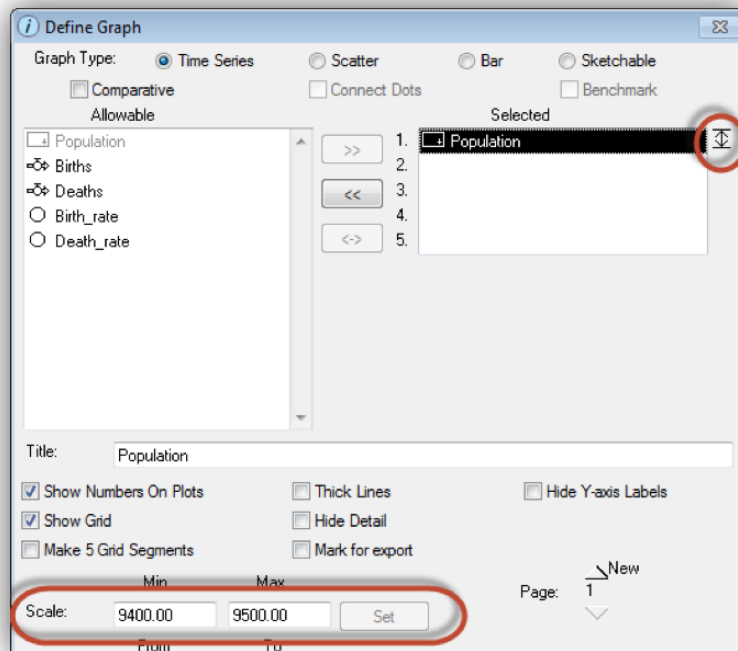 Define Graph
Graph Type: Time Series Scatter Bar Sketchable
Comparative Connect Dots Benchmark
Allowable Selected
Population >> 1. Population
Births 2.
Deaths << 3.
Birth_rate 4.
Death_rate <-> 5.
Title: Population
Show Numbers On Plots Thick Lines Hide Y-axis Labels
Show Grid Hide Detail
Make 5 Grid Segments Mark for export
Min Max New
Page: 1
Scale: 9400.00 9500.00 Set
From To